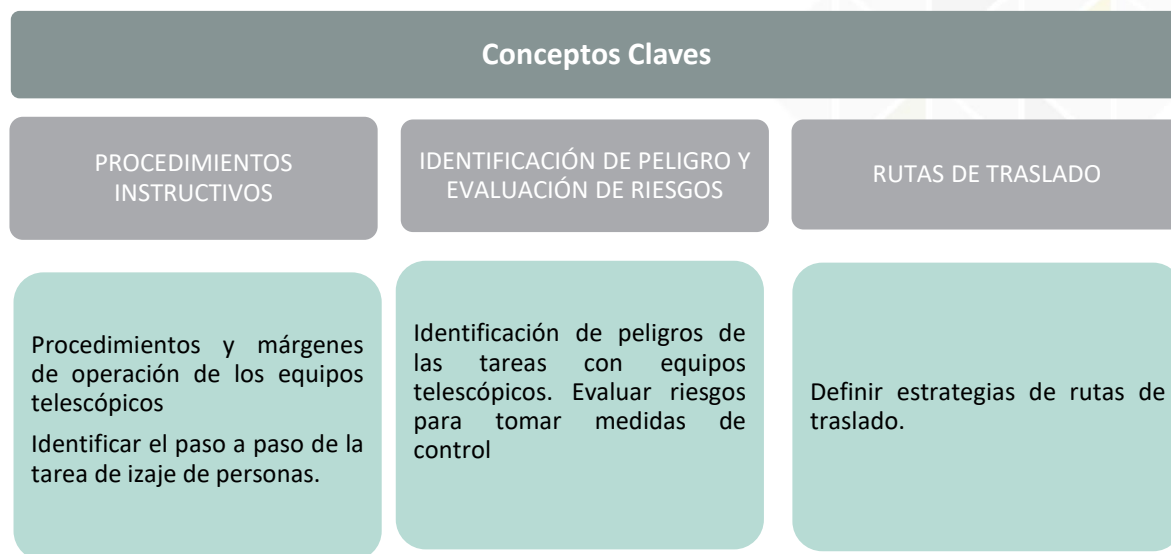 Conceptos Claves
PROCEDIMIENTOS
INSTRUCTIVOS
IDENTIFICACIÓN DE PELIGRO Y
EVALUACIÓN DE RIESGOS
RUTAS DE TRASLADO
Procedimientos y márgenes
de operación de los equipos
telescópicos
Identificar el paso a paso de la
tarea de izaje de personas.
Identificación de peligros de
las tareas con equipos
telescópicos. Evaluar riesgos
para tomar medidas de
control
Definir estrategias de rutas de
traslado.